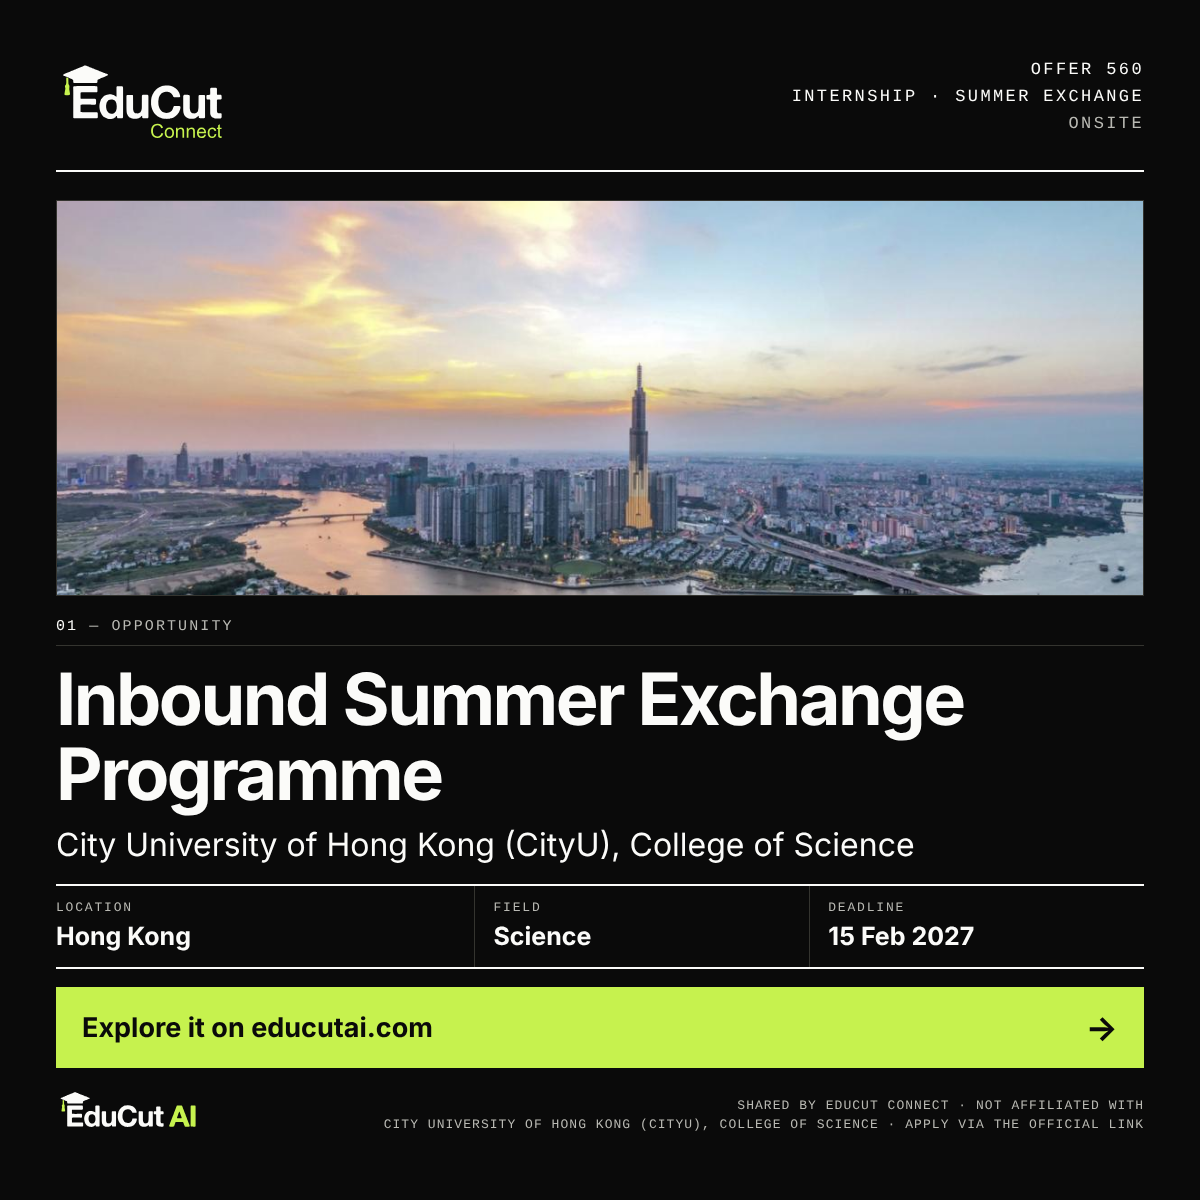 EduCut
Connect
OFFER 560
INTERNSHIP · SUMMER EXCHANGE
ONSITE
01 — OPPORTUNITY
Inbound Summer Exchange
Programme
City University of Hong Kong (CityU), College of Science
LOCATION
Hong Kong
FIELD
Science
DEADLINE
15 Feb 2027
Explore it on educutai.com →
EduCut AI
SHARED BY EDUCUT CONNECT · NOT AFFILIATED WITH
CITY UNIVERSITY OF HONG KONG (CITYU), COLLEGE OF SCIENCE · APPLY VIA THE OFFICIAL LINK